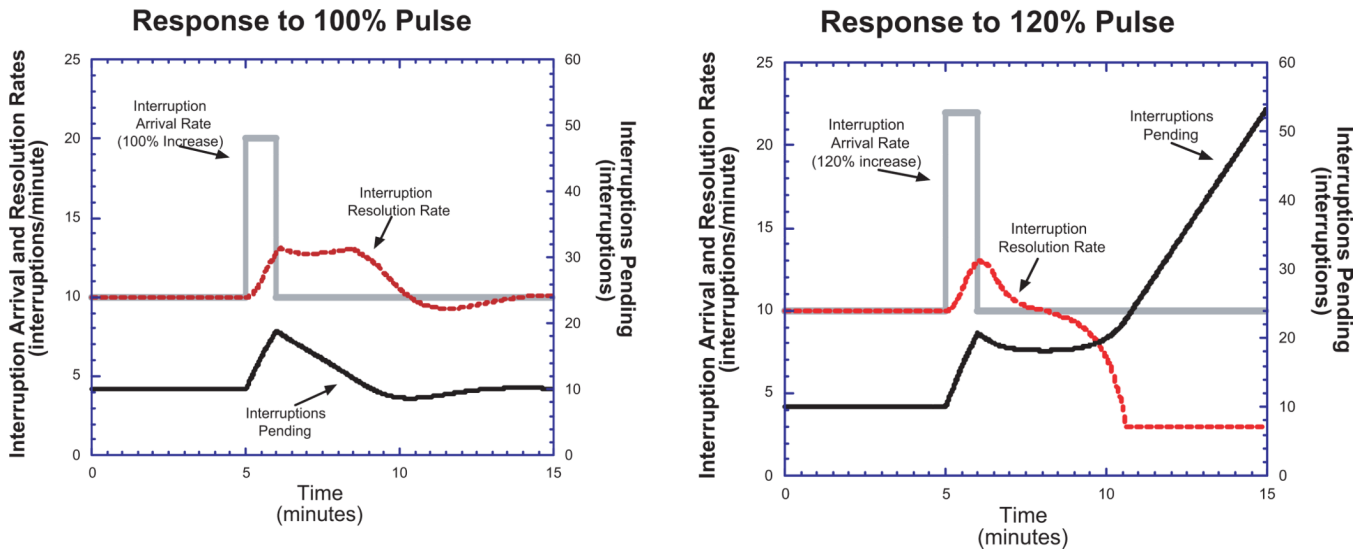 Response to 100% Pulse
Interruption Arrival and Resolution Rates
(interruptions/minute)
25
20
15
10
5
0
Interruption
Arrival Rate
(100% Increase)
Interruption
Resolution Rate
Interruptions
Pending
60
50
40
30
20
10
0
Interruptions Pending
(interruptions)
0
5
10
15
Time
(minutes)
Response to 120% Pulse
Interruption Arrival and Resolution Rates
(interruptions/minute)
25
20
15
10
5
0
Interruption
Arrival Rate
(120% increase)
Interruption
Resolution Rate
Interruptions
Pending
60
50
40
30
20
10
0
Interruptions Pending
(interruptions)
0
5
10
15
Time
(minutes)